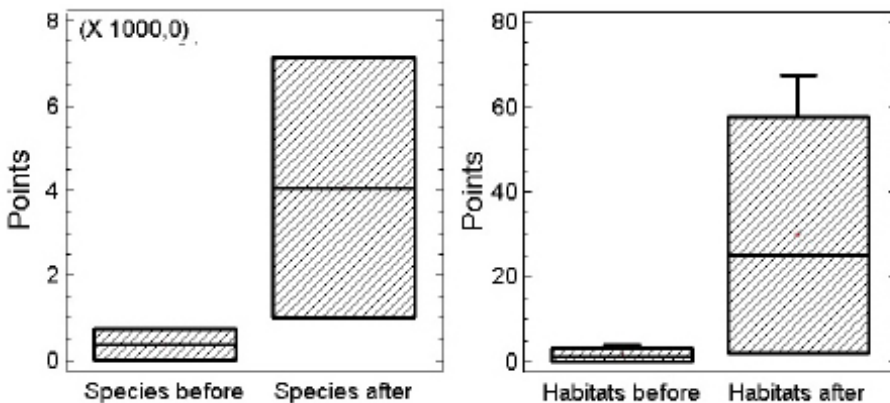 8
(X 1000,0)
6
4
2
0
Points
Species before
Species after
80
60
40
20
0
Points
Habitats before
Habitats after